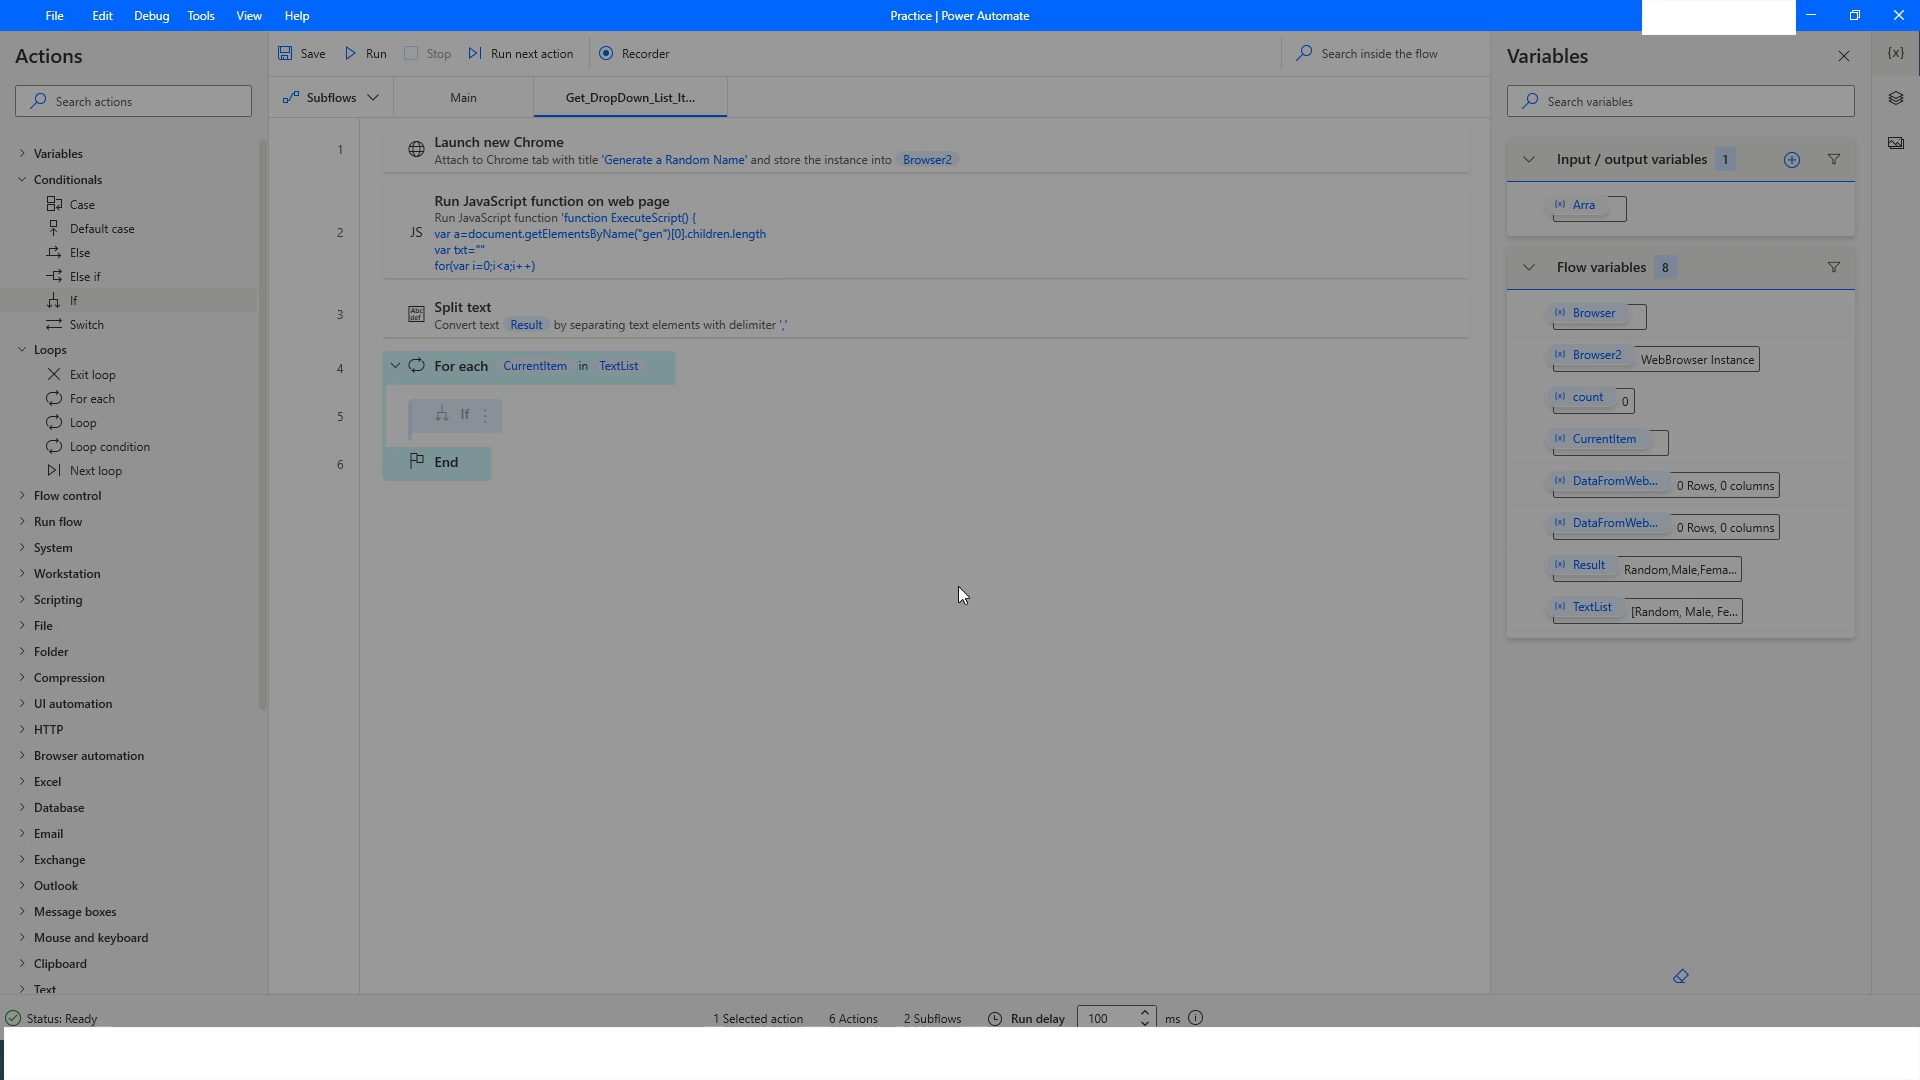 File Edit Debug Tools View Help
Practice | Power Automate
Actions
Search actions
Variables
Conditionals
Case
Default case
Else
Else if
If
Switch
Loops
Exit loop
For each
Loop
Loop condition
Next loop
Flow control
Run flow
System
Workstation
Scripting
File
Folder
Compression
UI automation
HTTP
Browser automation
Excel
Database
Email
Exchange
Outlook
Message boxes
Mouse and keyboard
Clipboard
Text
Save Run Stop Run next action Recorder
Search inside the flow
Subflows Main Get_DropDown_List_It...
1
Launch new Chrome
Attach to Chrome tab with title 'Generate a Random Name' and store the instance into Browser2
2
JS
Run JavaScript function on web page
Run JavaScript function 'function ExecuteScript() {
var a=document.getElementsByName("gen")[0].children.length
var txt=""
for(var i=0;i<a;i++)
3
Abc def
Split text
Convert text Result by separating text elements with delimiter ','
4
For each CurrentItem in TextList
5
If
6
End
Variables
{x}
Search variables
Input / output variables 1
(x) Arra
Flow variables 8
(x) Browser
(x) Browser2 WebBrowser Instance
(x) count 0
(x) CurrentItem
(x) DataFromWeb... 0 Rows, 0 columns
(x) DataFromWeb... 0 Rows, 0 columns
(x) Result Random,Male,Fema...
(x) TextList [Random, Male, Fe...
Status: Ready
1 Selected action 6 Actions 2 Subflows Run delay 100 ms